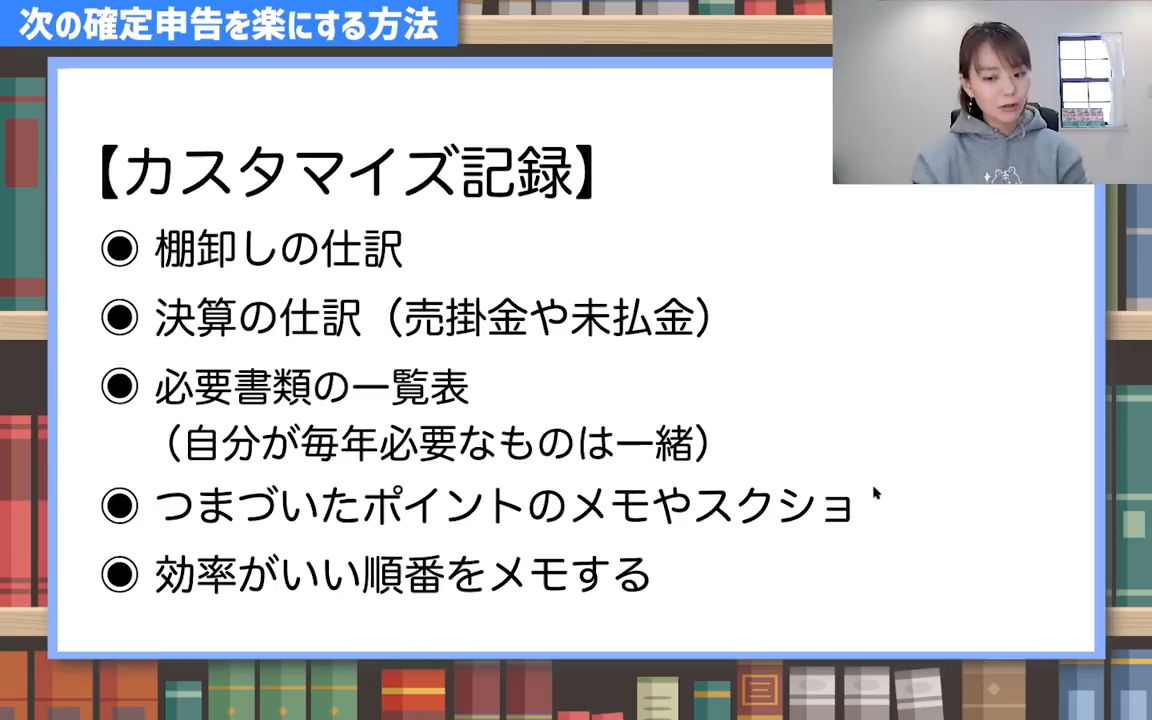 次の確定申告を楽にする方法
【カスタマイズ記録】
◉ 棚卸しの仕訳
◉ 決算の仕訳（売掛金や未払金）
◉ 必要書類の一覧表
（自分が毎年必要なものは一緒）
◉ つまづいたポイントのメモやスクショ
◉ 効率がいい順番をメモする